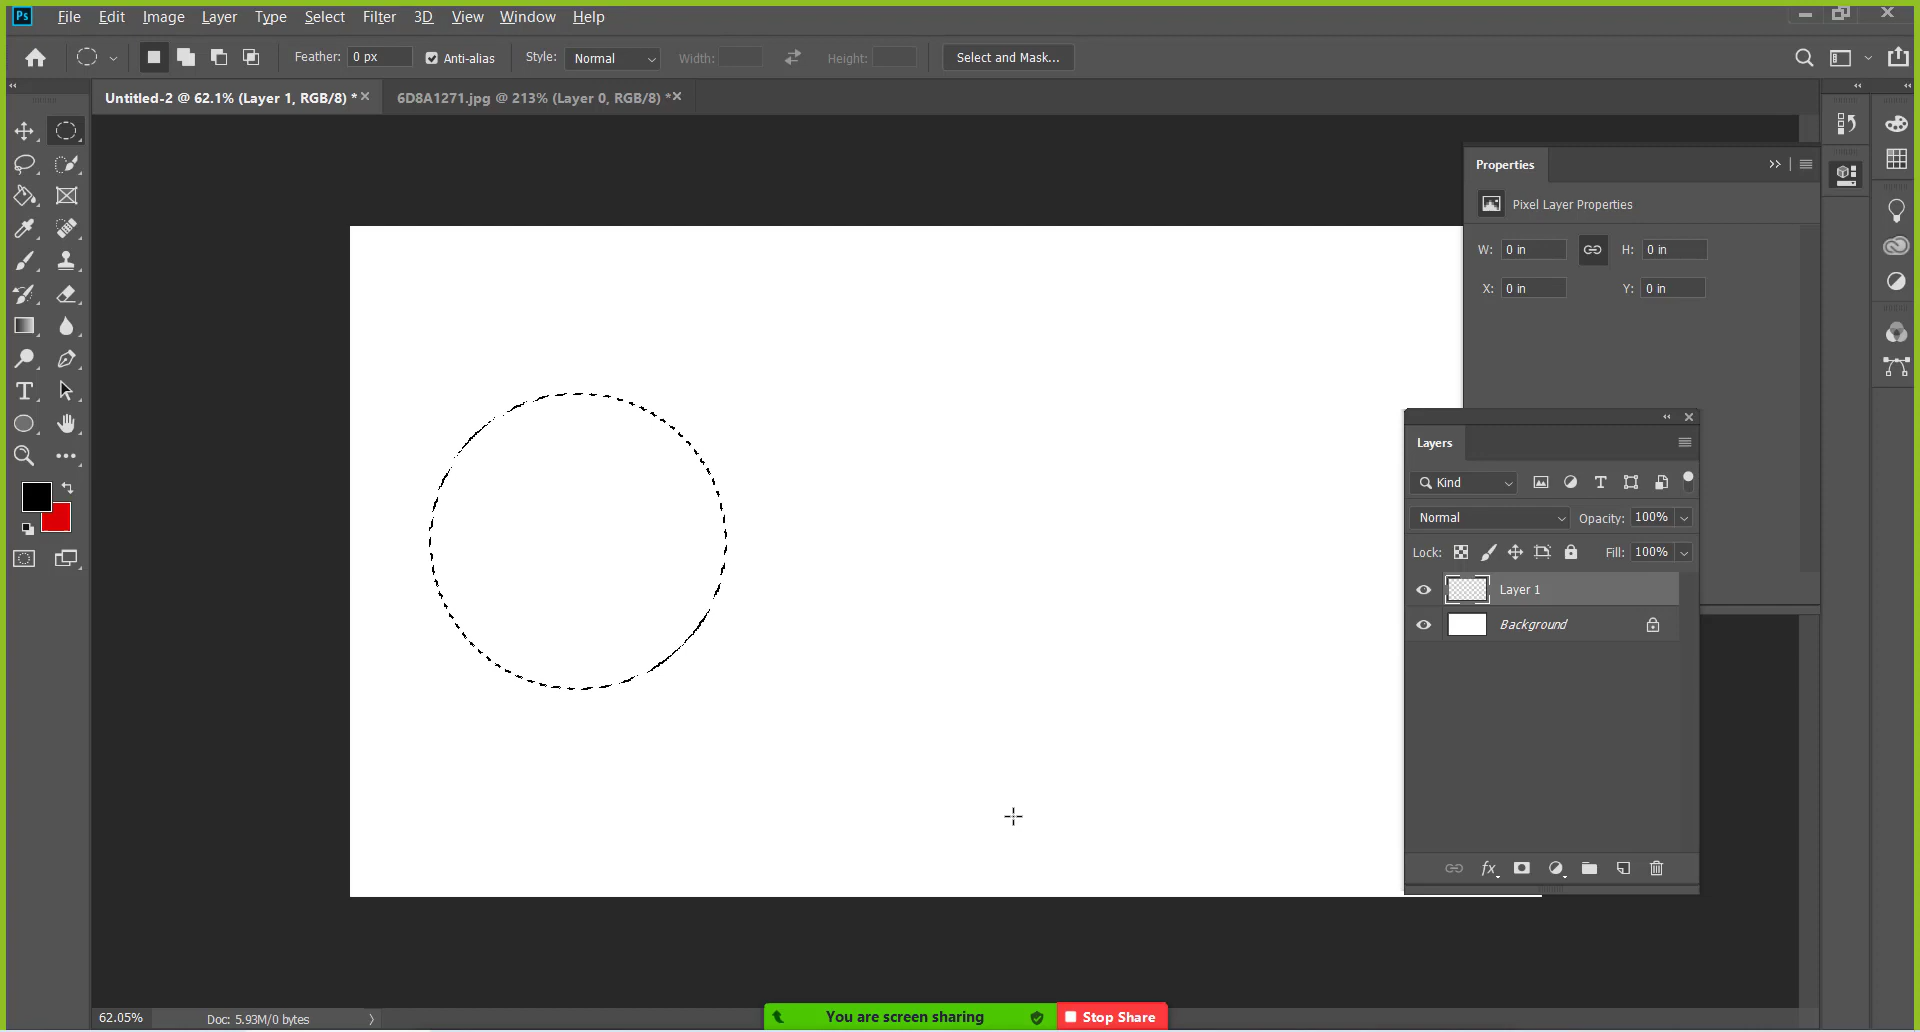 Ps File Edit Image Layer Type Select Filter 3D View Window Help
Feather: 0 px Anti-alias Style: Normal Width: Height: Select and Mask...
Untitled-2 @ 62.1% (Layer 1, RGB/8) * 6D8A1271.jpg @ 213% (Layer 0, RGB/8) *
Properties
Pixel Layer Properties
W: 0 in H: 0 in
X: 0 in Y: 0 in
Layers
Kind
Normal Opacity: 100%
Lock: Fill: 100%
Layer 1
Background
fx
62.05% Doc: 5.93M/0 bytes
You are screen sharing Stop Share